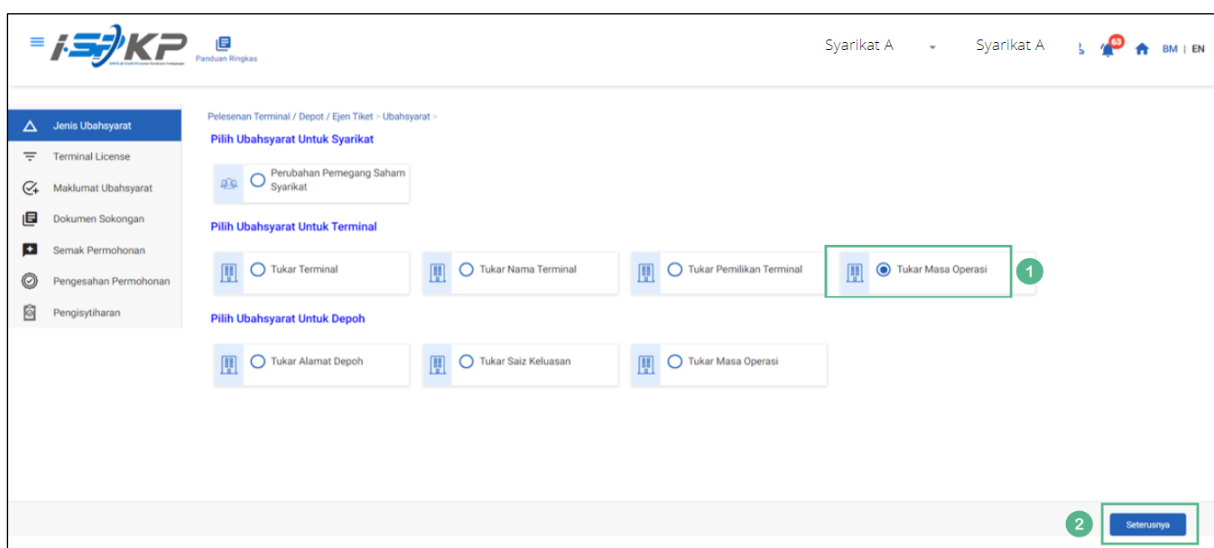 i-SPKP
Panduan Ringkas
Syarikat A
Syarikat A
63
BM | EN
Jenis Ubahsyarat
Terminal License
Maklumat Ubahsyarat
Dokumen Sokongan
Semak Permohonan
Pengesahan Permohonan
Pengisytiharan
Pelesenan Terminal / Depot / Ejen Tiket > Ubahsyarat >
Pilih Ubahsyarat Untuk Syarikat
Perubahan Pemegang Saham
Syarikat
Pilih Ubahsyarat Untuk Terminal
Tukar Terminal
Tukar Nama Terminal
Tukar Pemilikan Terminal
Tukar Masa Operasi
1
Pilih Ubahsyarat Untuk Depoh
Tukar Alamat Depoh
Tukar Saiz Keluasan
Tukar Masa Operasi
2
Seterusnya